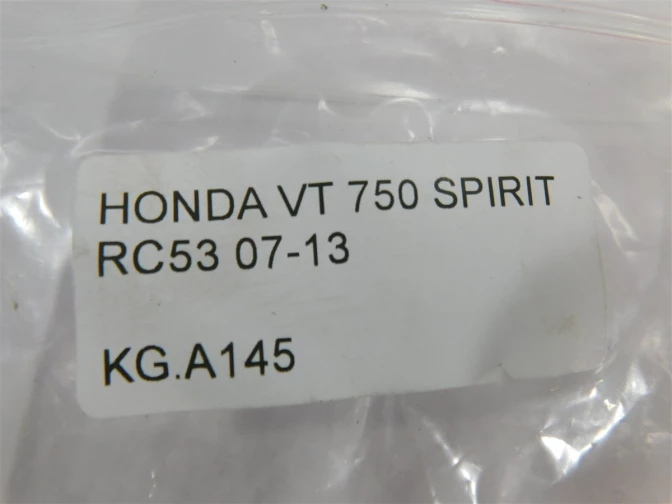 HONDA VT 750 SPIRIT
RC53 07-13
KG.A145